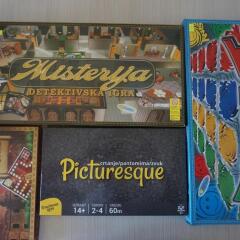 Misterija
DETEKTIVSKA IGRA
crtanje/pantomima/zvuk
Picturesque
14+
2-4
60m